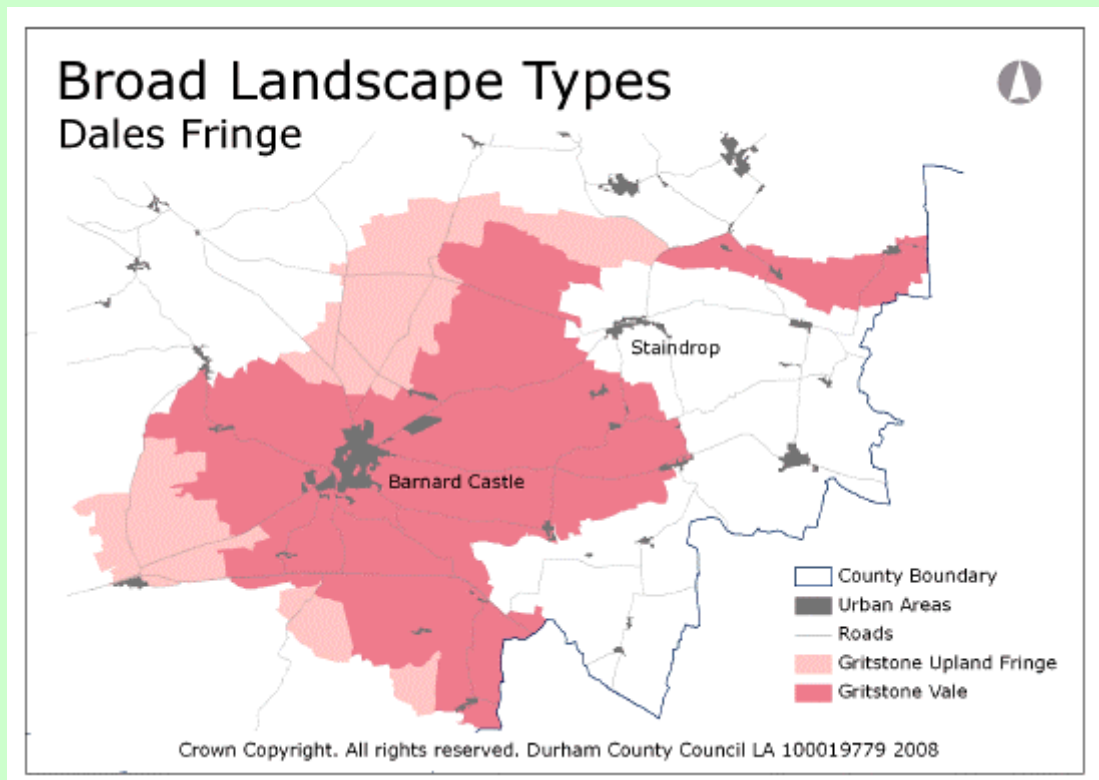 Broad Landscape Types
Dales Fringe
Staindrop
Barnard Castle
County Boundary
Urban Areas
Roads
Gritstone Upland Fringe
Gritstone Vale
Crown Copyright. All rights reserved. Durham County Council LA 100019779 2008